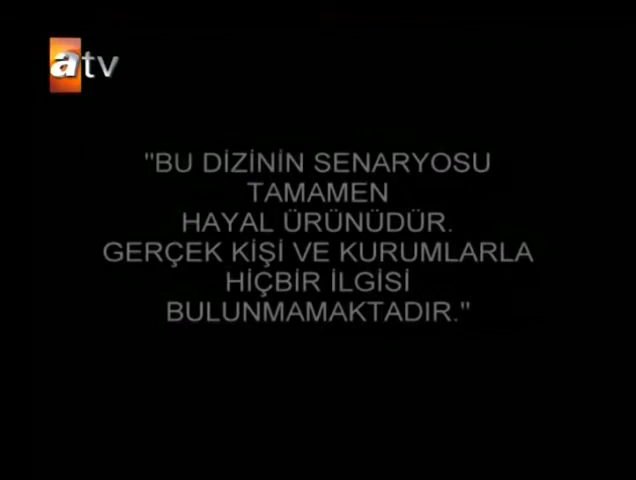 atv
"BU DİZİNİN SENARYOSU
TAMAMEN
HAYAL ÜRÜNÜDÜR.
GERÇEK KİŞİ VE KURUMLARLA
HİÇBİR İLGİSİ
BULUNMAMAKTADIR."